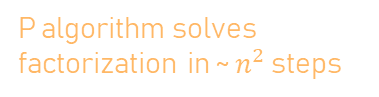 P algorithm solves
factorization in ~ n² steps